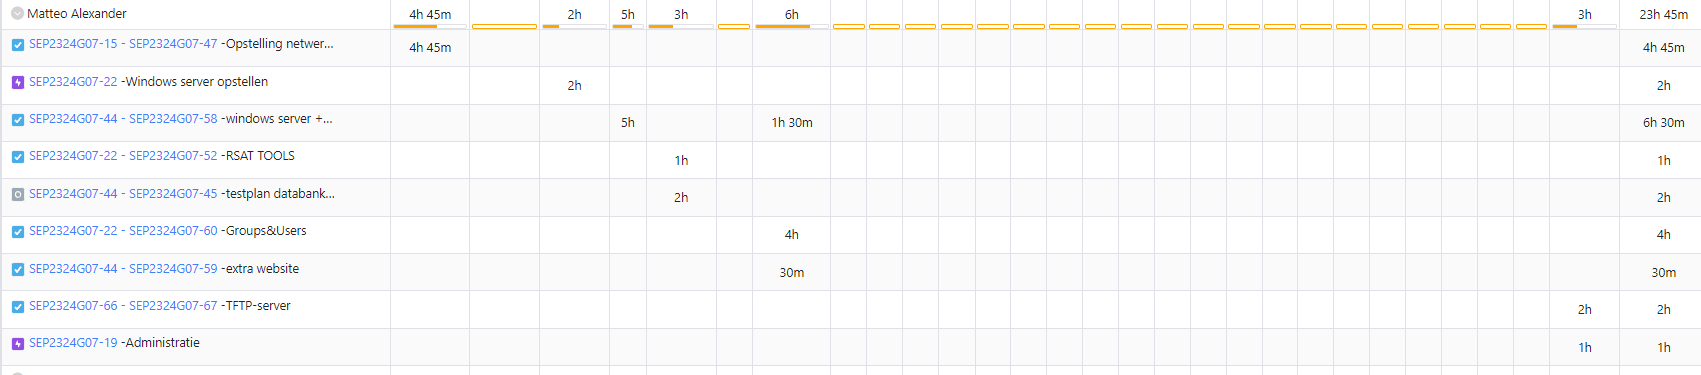 Matteo Alexander 4h 45m 2h 5h 3h 6h 3h 23h 45m
SEP2324G07-15 - SEP2324G07-47 -Opstelling netwer... 4h 45m 4h 45m
SEP2324G07-22 -Windows server opstellen 2h 2h
SEP2324G07-44 - SEP2324G07-58 -windows server +... 5h 1h 30m 6h 30m
SEP2324G07-22 - SEP2324G07-52 -RSAT TOOLS 1h 1h
SEP2324G07-44 - SEP2324G07-45 -testplan databank... 2h 2h
SEP2324G07-22 - SEP2324G07-60 -Groups&Users 4h 4h
SEP2324G07-44 - SEP2324G07-59 -extra website 30m 30m
SEP2324G07-66 - SEP2324G07-67 -TFTP-server 2h 2h
SEP2324G07-19 -Administratie 1h 1h